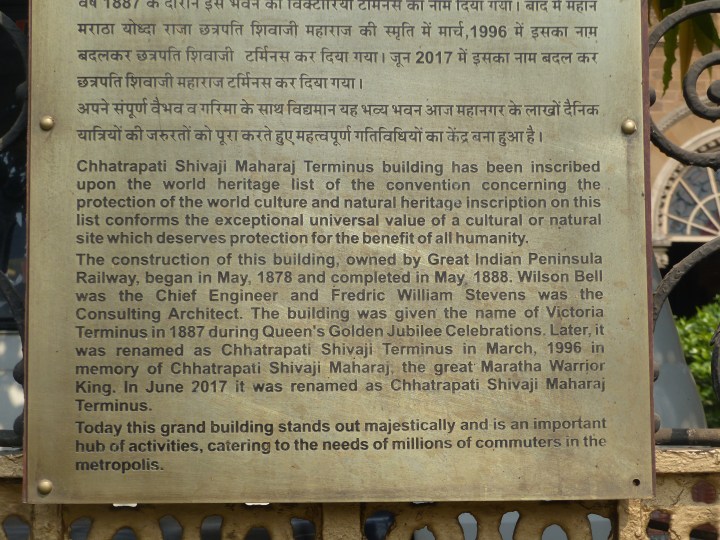 वर्ष 1887 के दौरान इस भवन को विक्टोरिया टर्मिनस का नाम दिया गया। बाद में महान
मराठा योध्दा राजा छत्रपति शिवाजी महाराज की स्मृति में मार्च,1996 में इसका नाम
बदलकर छत्रपति शिवाजी टर्मिनस कर दिया गया। जून 2017 में इसका नाम बदल कर
छत्रपति शिवाजी महाराज टर्मिनस कर दिया गया।
अपने संपूर्ण वैभव व गरिमा के साथ विद्यमान यह भव्य भवन आज महानगर के लाखों दैनिक
यात्रियों की जरुरतों को पूरा करते हुए महत्वपूर्ण गतिविधियों का केंद्र बना हुआ है।
Chhatrapati Shivaji Maharaj Terminus building has been inscribed
upon the world heritage list of the convention concerning the
protection of the world culture and natural heritage inscription on this
list conforms the exceptional universal value of a cultural or natural
site which deserves protection for the benefit of all humanity.
The construction of this building, owned by Great Indian Peninsula
Railway, began in May, 1878 and completed in May, 1888. Wilson Bell
was the Chief Engineer and Fredric William Stevens was the
Consulting Architect. The building was given the name of Victoria
Terminus in 1887 during Queen's Golden Jubilee Celebrations. Later, it
was renamed as Chhatrapati Shivaji Terminus in March, 1996 in
memory of Chhatrapati Shivaji Maharaj, the great Maratha Warrior
King. In June 2017 it was renamed as Chhatrapati Shivaji Maharaj
Terminus.
Today this grand building stands out majestically and is an important
hub of activities, catering to the needs of millions of commuters in the
metropolis.